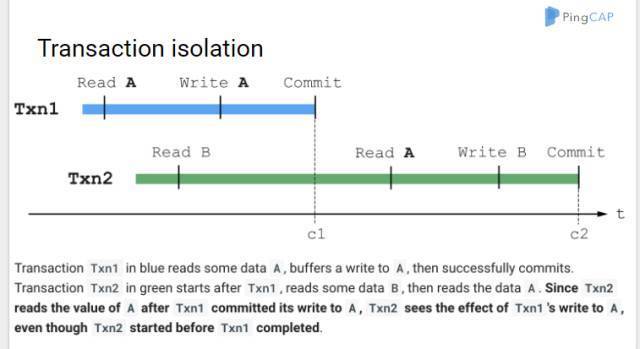 PingCAP
Transaction isolation
Read A Write A Commit
Txn1
Read B Read A Write B Commit
Txn2
t
c1 c2
Transaction Txn1 in blue reads some data A, buffers a write to A, then successfully commits.
Transaction Txn2 in green starts after Txn1, reads some data B, then reads the data A. Since Txn2
reads the value of A after Txn1 committed its write to A, Txn2 sees the effect of Txn1's write to A,
even though Txn2 started before Txn1 completed.